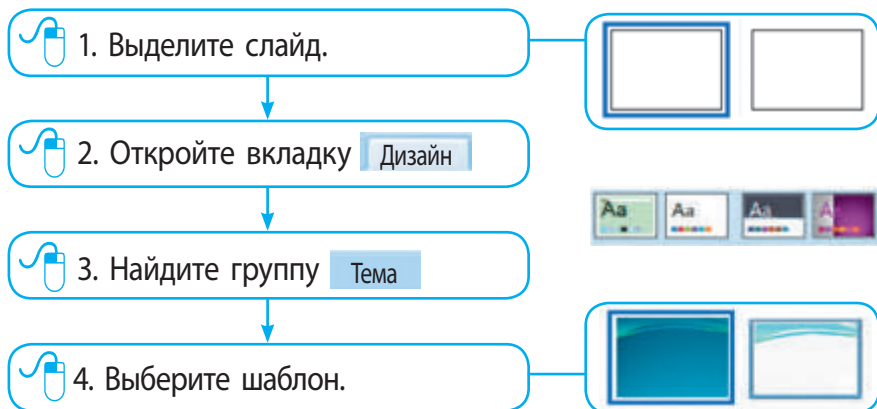 1. Выделите слайд.
2. Откройте вкладку Дизайн
Aa Aa Aa A
3. Найдите группу Тема
4. Выберите шаблон.